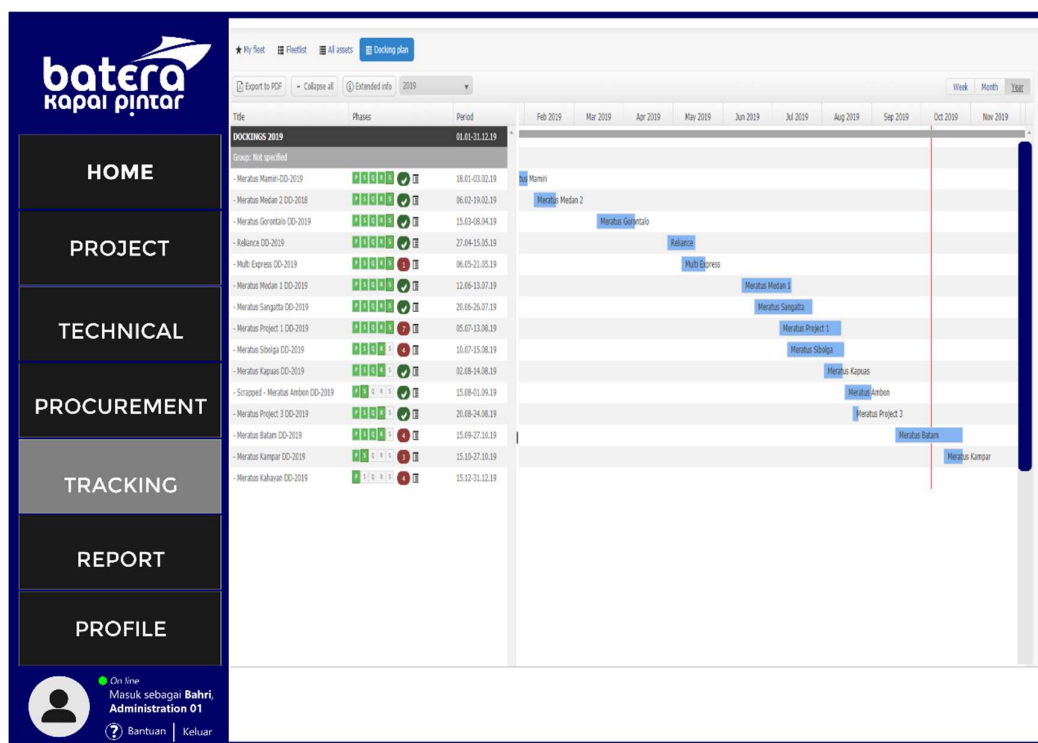 batera
kapal pintar
HOME
PROJECT
TECHNICAL
PROCUREMENT
TRACKING
REPORT
PROFILE
On line
Masuk sebagai Bahri,
Administration 01
? Bantuan | Keluar
My fleet Fleetlist All assets Docking plan
Export to PDF - Collapse all Extended info 2019 Week Month Year
Title Phases Period Feb 2019 Mar 2019 Apr 2019 May 2019 Jun 2019 Jul 2019 Aug 2019 Sep 2019 Oct 2019 Nov 2019
DOCKINGS 2019 01.01-31.12.19
Group: Not specified
- Meratus Mamiri-DD-2019 P S Q R S 18.01-03.02.19 tus Mamiri
- Meratus Medan 2 DD-2018 P S Q R S 06.02-19.02.19 Meratus Medan 2
- Meratus Gorontalo DD-2019 P S Q R S 15.03-08.04.19 Meratus Gorontalo
- Reliance DD-2019 P S Q R S 27.04-15.05.19 Reliance
- Multi Express DD-2019 P S Q R S 1 06.05-21.05.19 Multi Express
- Meratus Medan 1 DD-2019 P S Q R S 12.06-13.07.19 Meratus Medan 1
- Meratus Sangatta DD-2019 P S Q R S 20.06-26.07.19 Meratus Sangatta
- Meratus Project 1 DD-2019 P S Q R S 7 05.07-13.08.19 Meratus Project 1
- Meratus Sibolga DD-2019 P S Q R S 4 10.07-15.08.19 Meratus Sibolga
- Meratus Kapuas DD-2019 P S Q R S 02.08-14.08.19 Meratus Kapuas
- Scrapped - Meratus Ambon DD-2019 P S Q R S 15.08-01.09.19 Meratus Ambon
- Meratus Project 3 DD-2019 P S Q R S 20.08-24.08.19 Meratus Project 3
- Meratus Batam DD-2019 P S Q R S 4 15.09-27.10.19 Meratus Batam
- Meratus Kampar DD-2019 P S Q R S 1 15.10-27.10.19 Meratus Kampar
- Meratus Kahayan DD-2019 P S Q R S 4 15.12-31.12.19